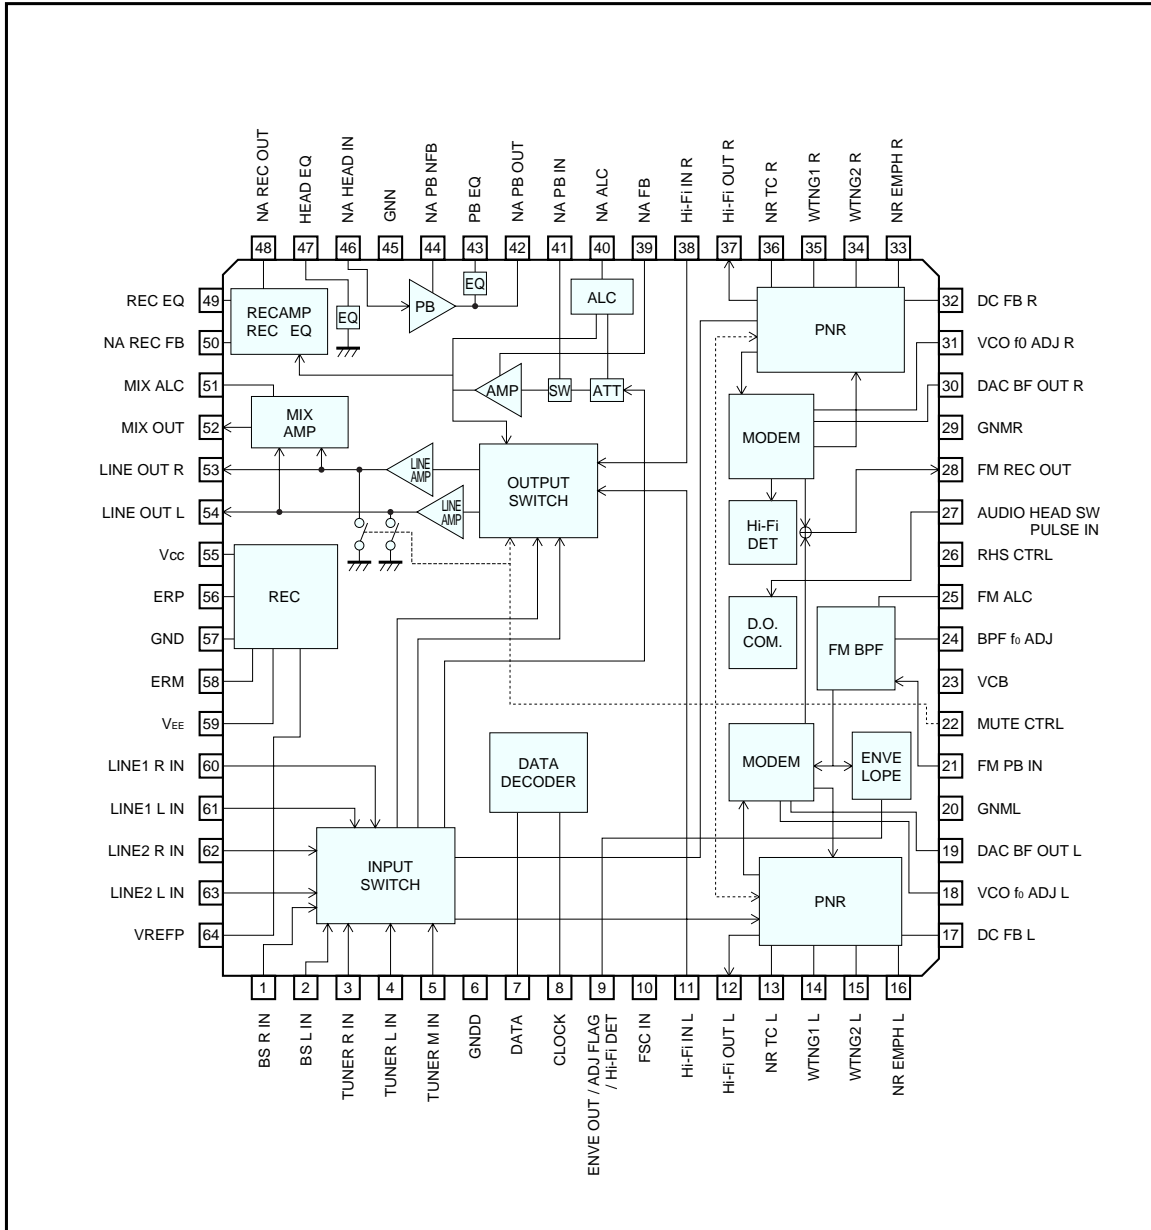 NA REC OUT
HEAD EQ
NA HEAD IN
GNN
NA PB NFB
PB EQ
NA PB OUT
NA PB IN
NA ALC
NA FB
Hi-Fi IN R
Hi-Fi OUT R
NR TC R
WTNG1 R
WTNG2 R
NR EMPH R
48 47 46 45 44 43 42 41 40 39 38 37 36 35 34 33
REC EQ 49
NA REC FB 50
MIX ALC 51
MIX OUT 52
LINE OUT R 53
LINE OUT L 54
Vcc 55
ERP 56
GND 57
ERM 58
VEE 59
LINE1 R IN 60
LINE1 L IN 61
LINE2 R IN 62
LINE2 L IN 63
VREFP 64
RECAMP
REC EQ
EQ
PB
EQ
ALC
AMP
SW
ATT
MIX
AMP
LINE
AMP
LINE
AMP
OUTPUT
SWITCH
REC
DATA
DECODER
INPUT
SWITCH
PNR
MODEM
Hi-Fi
DET
D.O.
COM.
FM BPF
MODEM
ENVE
LOPE
PNR
32 DC FB R
31 VCO f0 ADJ R
30 DAC BF OUT R
29 GNMR
28 FM REC OUT
27 AUDIO HEAD SW
PULSE IN
26 RHS CTRL
25 FM ALC
24 BPF f0 ADJ
23 VCB
22 MUTE CTRL
21 FM PB IN
20 GNML
19 DAC BF OUT L
18 VCO f0 ADJ L
17 DC FB L
1 2 3 4 5 6 7 8 9 10 11 12 13 14 15 16
BS R IN
BS L IN
TUNER R IN
TUNER L IN
TUNER M IN
GNDD
DATA
CLOCK
ENVE OUT / ADJ FLAG
/ Hi-Fi DET
FSC IN
Hi-Fi IN L
Hi-Fi OUT L
NR TC L
WTNG1 L
WTNG2 L
NR EMPH L